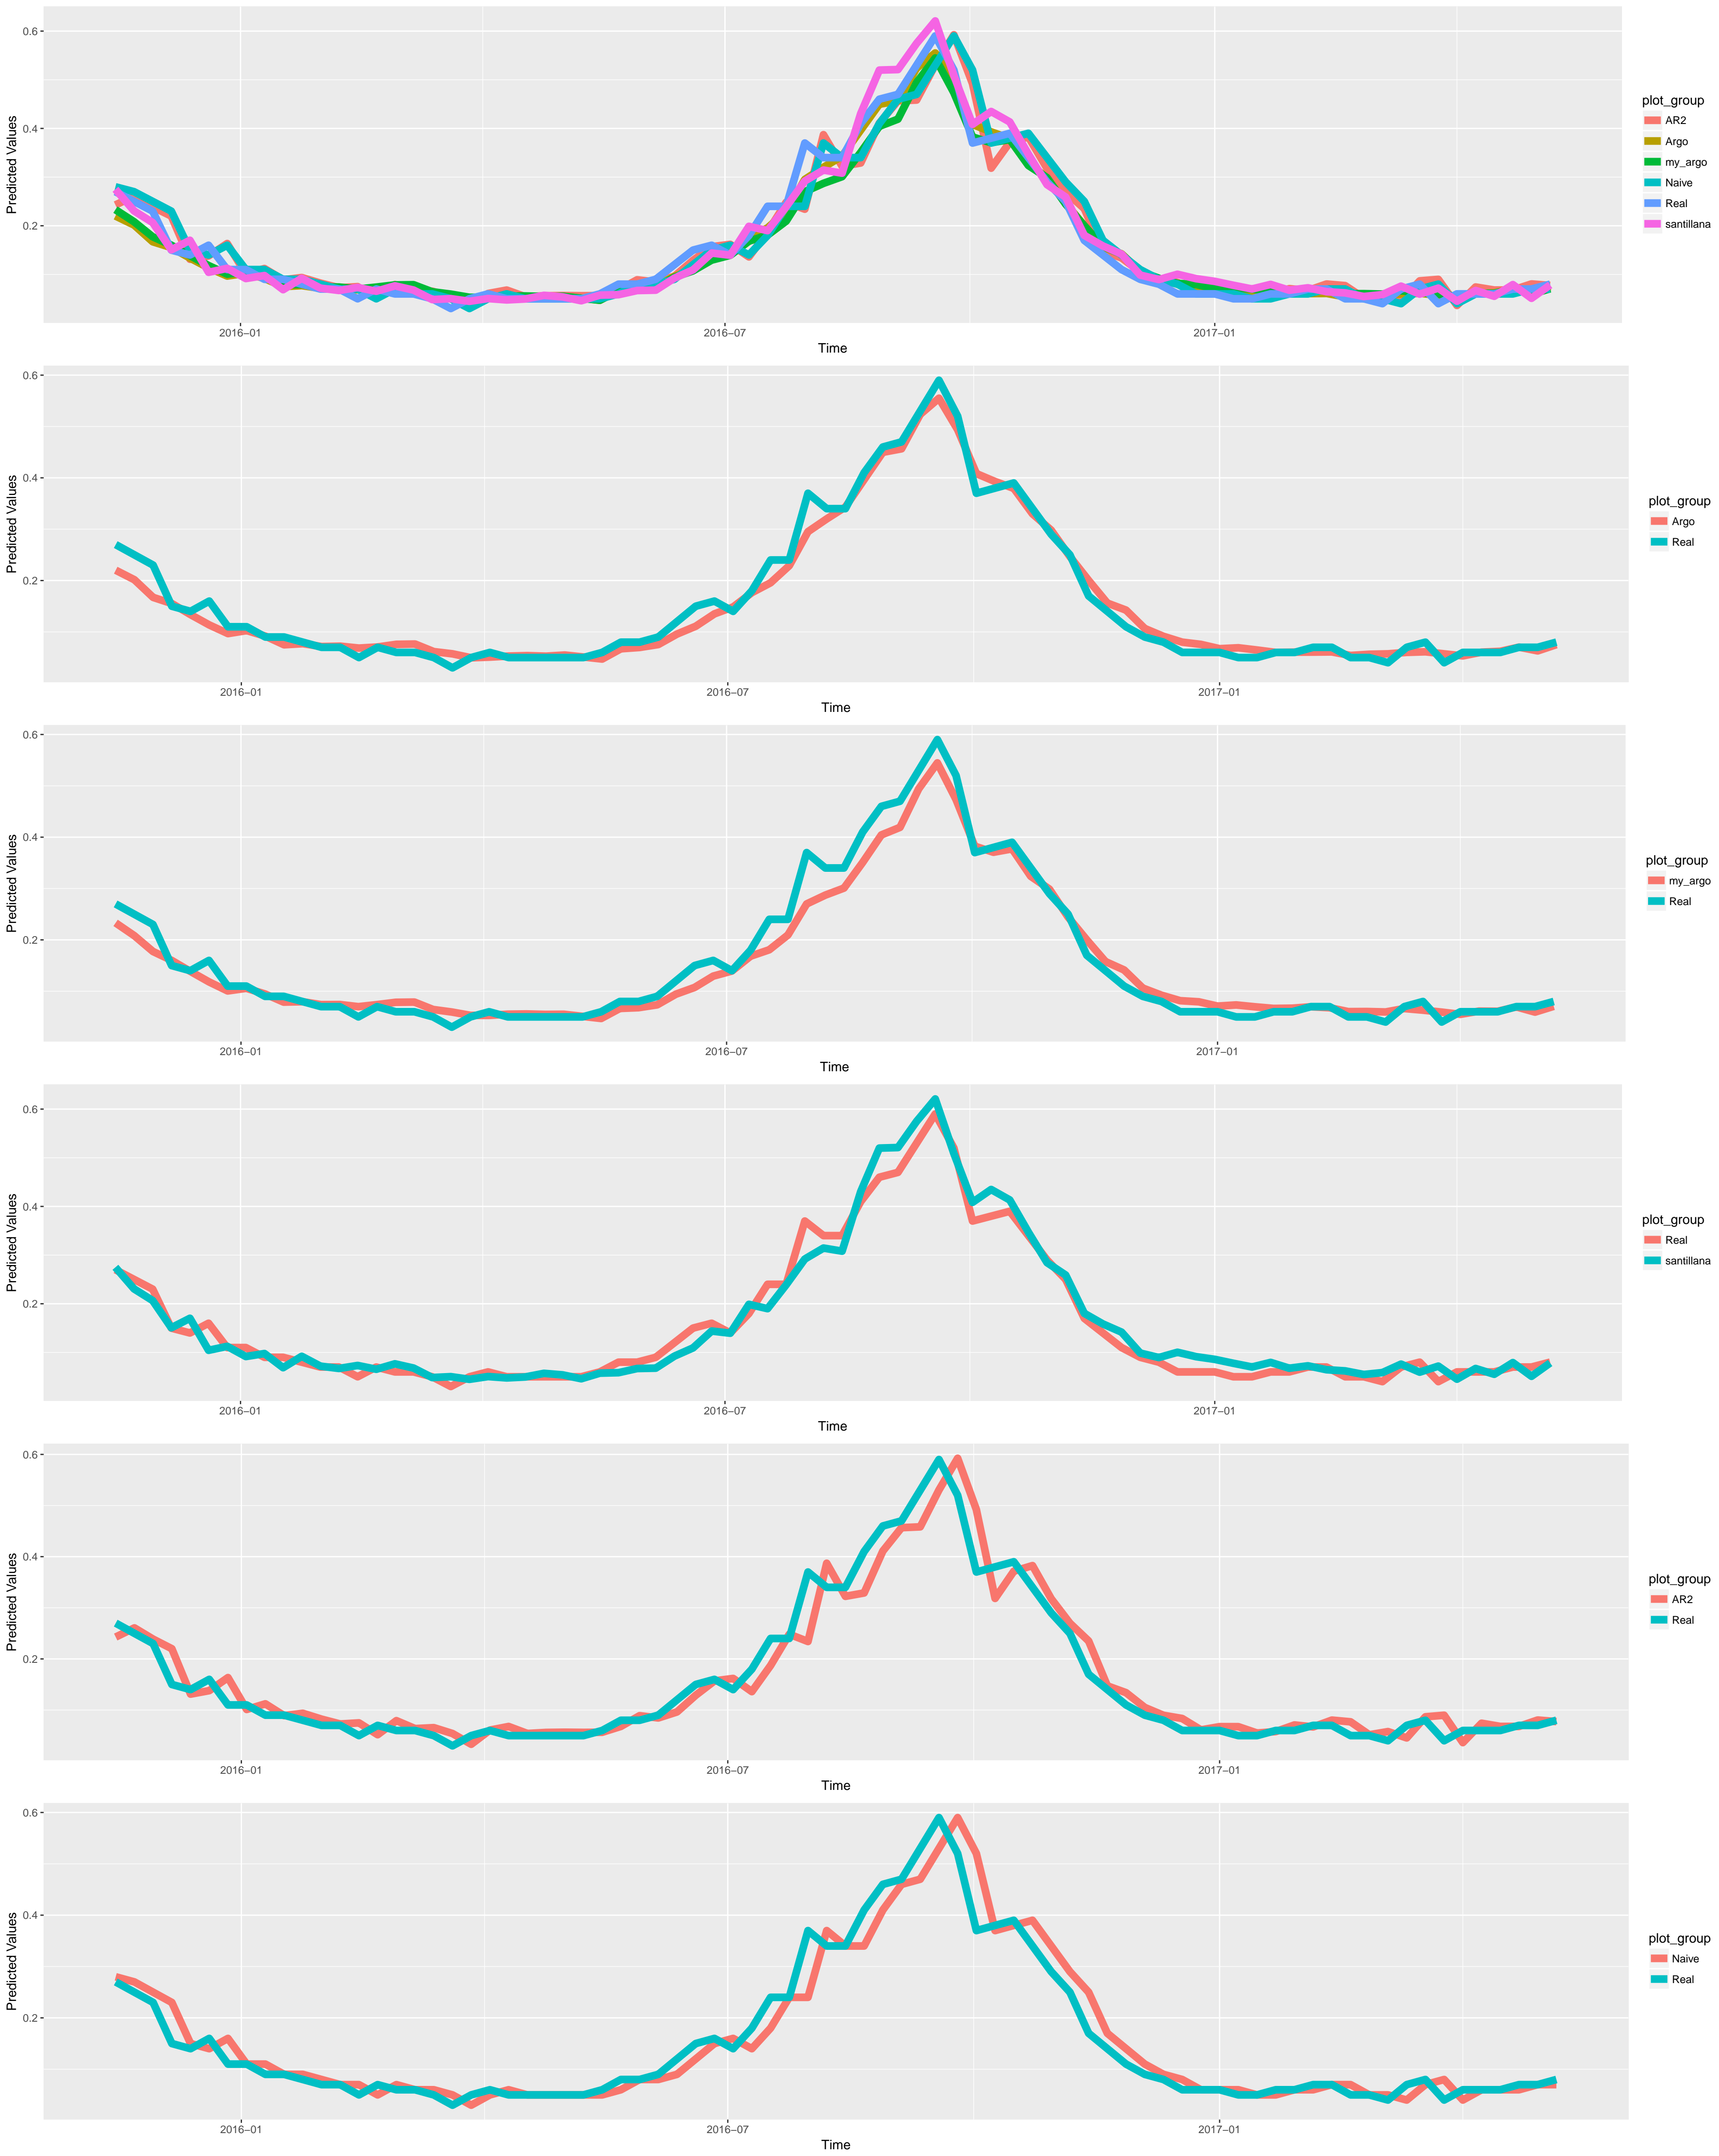 Predicted Values
0.6
0.4
0.2
2016−01
2016−07
2017−01
Time
plot_group
AR2
Argo
my_argo
Naive
Real
santillana
Predicted Values
0.6
0.4
0.2
2016−01
2016−07
2017−01
Time
plot_group
Argo
Real
Predicted Values
0.6
0.4
0.2
2016−01
2016−07
2017−01
Time
plot_group
my_argo
Real
Predicted Values
0.6
0.4
0.2
2016−01
2016−07
2017−01
Time
plot_group
Real
santillana
Predicted Values
0.6
0.4
0.2
2016−01
2016−07
2017−01
Time
plot_group
AR2
Real
Predicted Values
0.6
0.4
0.2
2016−01
2016−07
2017−01
Time
plot_group
Naive
Real